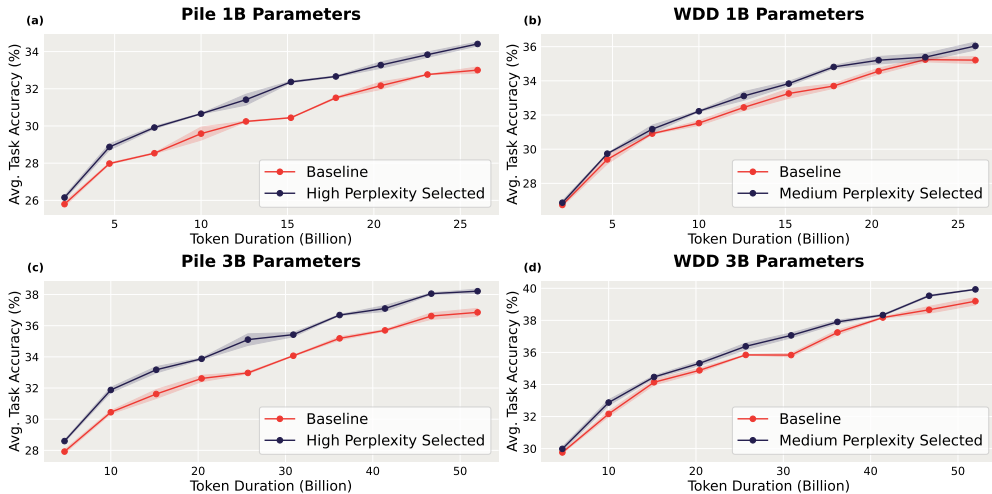 (a) Pile 1B Parameters
Avg. Task Accuracy (%)
34
32
30
28
26
Baseline
High Perplexity Selected
5 10 15 20 25
Token Duration (Billion)
(b) WDD 1B Parameters
Avg. Task Accuracy (%)
36
34
32
30
28
Baseline
Medium Perplexity Selected
5 10 15 20 25
Token Duration (Billion)
(c) Pile 3B Parameters
Avg. Task Accuracy (%)
38
36
34
32
30
28
Baseline
High Perplexity Selected
10 20 30 40 50
Token Duration (Billion)
(d) WDD 3B Parameters
Avg. Task Accuracy (%)
40
38
36
34
32
30
Baseline
Medium Perplexity Selected
10 20 30 40 50
Token Duration (Billion)